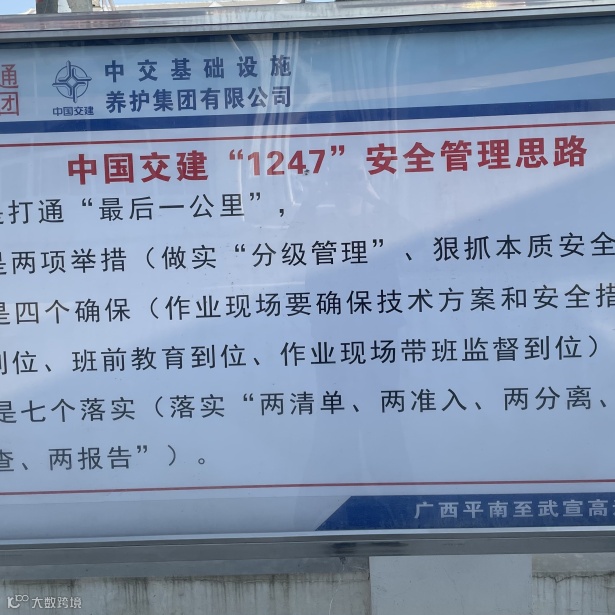 通
团
中国交建
中交基础设施
养护集团有限公司
中国交建“1247”安全管理思路
是打通“最后一公里”，
是两项举措（做实“分级管理”、狠抓本质安全
是四个确保（作业现场要确保技术方案和安全措
到位、班前教育到位、作业现场带班监督到位）
是七个落实（落实“两清单、两准入、两分离、
查、两报告”）。
广西平南至武宣高
大数跨境